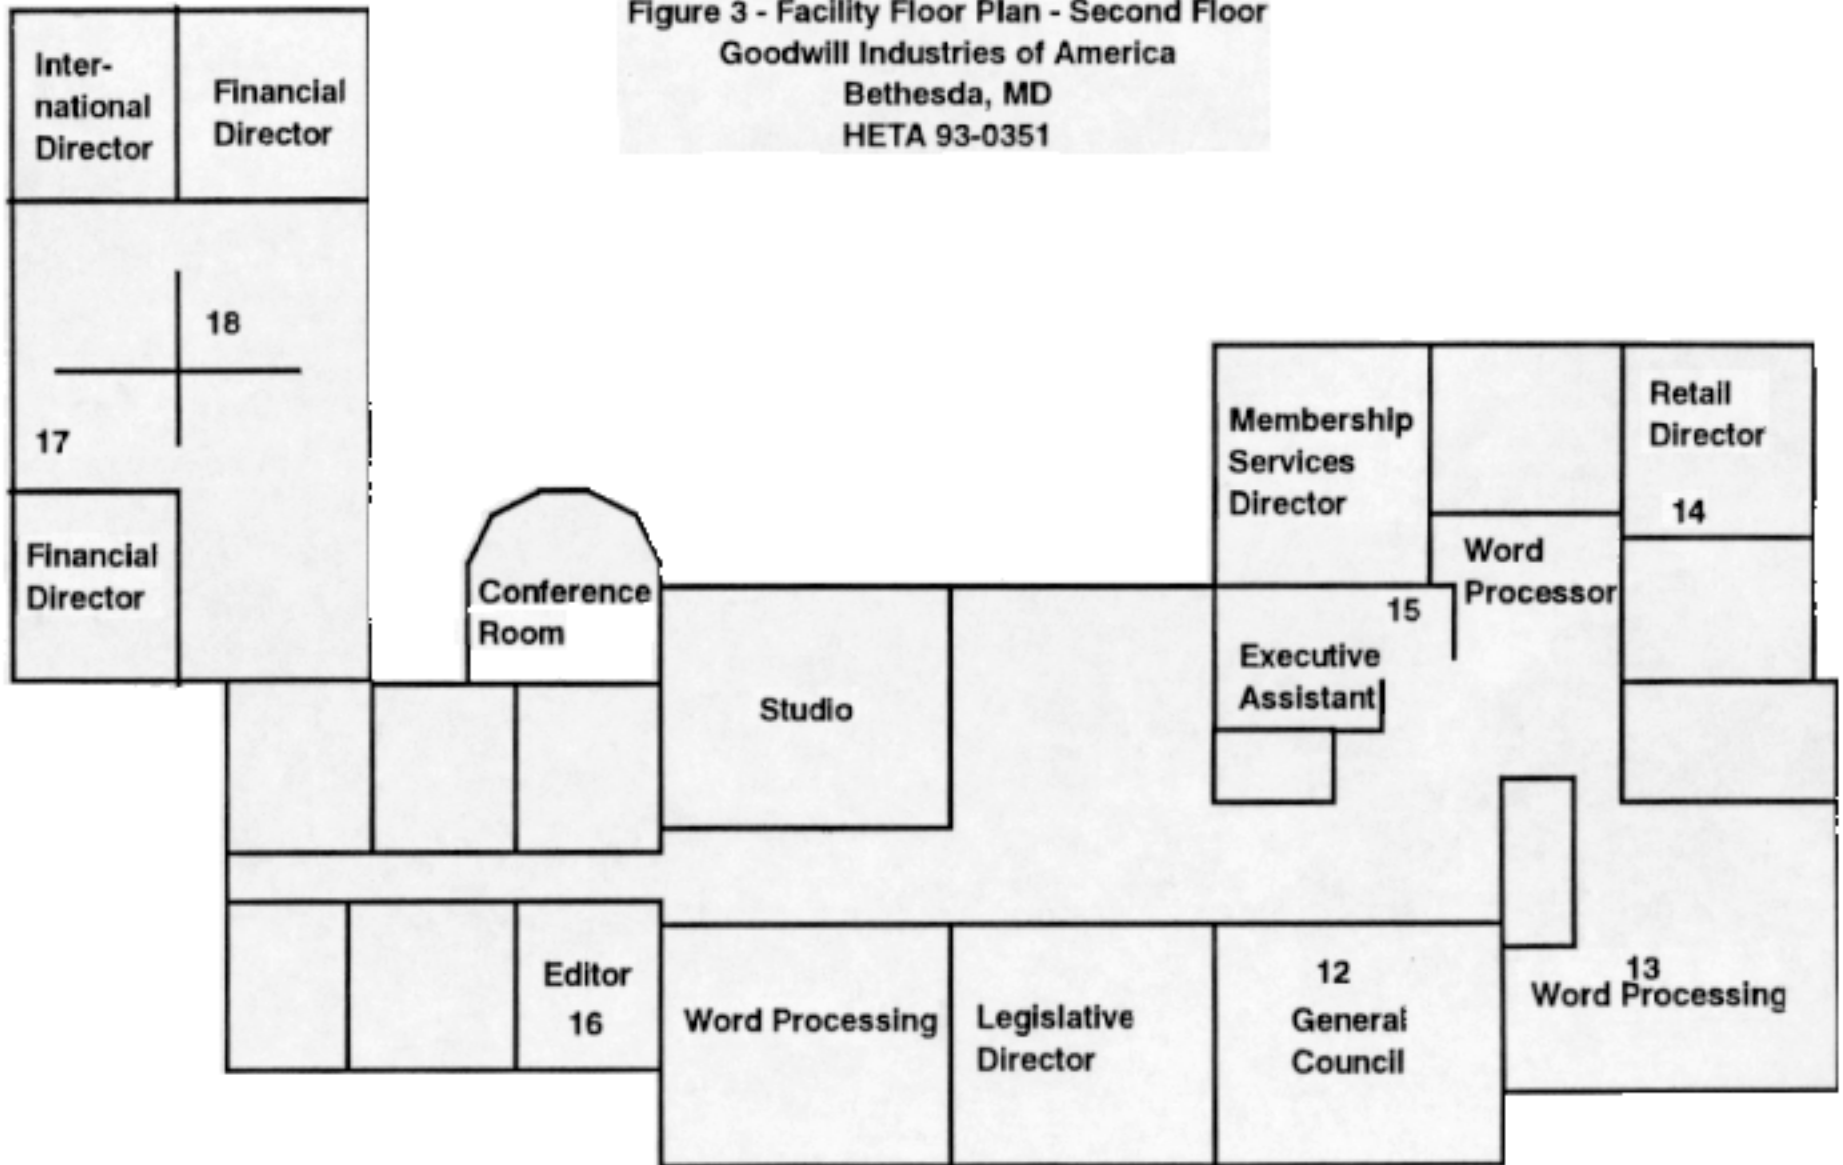 Figure 3 - Facility Floor Plan - Second Floor
Goodwill Industries of America
Bethesda, MD
HETA 93-0351
Inter-
national
Director
Financial
Director
18
17
Financial
Director
Conference
Room
Studio
Membership
Services
Director
Retail
Director
14
Word
Processor
15
Executive
Assistant
Editor
16
Word Processing
Legislative
Director
12
General
Council
13
Word Processing